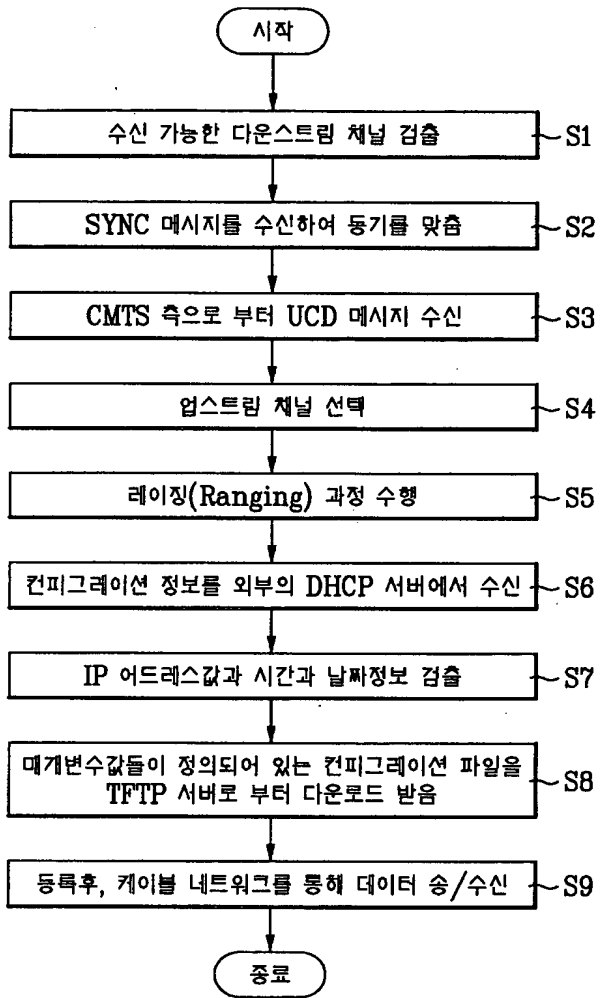 시작
수신 가능한 다운스트림 채널 검출 S1
SYNC 메시지를 수신하여 동기를 맞춤 S2
CMTS 측으로 부터 UCD 메시지 수신 S3
업스트림 채널 선택 S4
레이징(Ranging) 과정 수행 S5
컨피그레이션 정보를 외부의 DHCP 서버에서 수신 S6
IP 어드레스값과 시간과 날짜정보 검출 S7
매개변수값들이 정의되어 있는 컨피그레이션 파일을
TFTP 서버로 부터 다운로드 받음 S8
등록후, 케이블 네트워크를 통해 데이터 송/수신 S9
종료